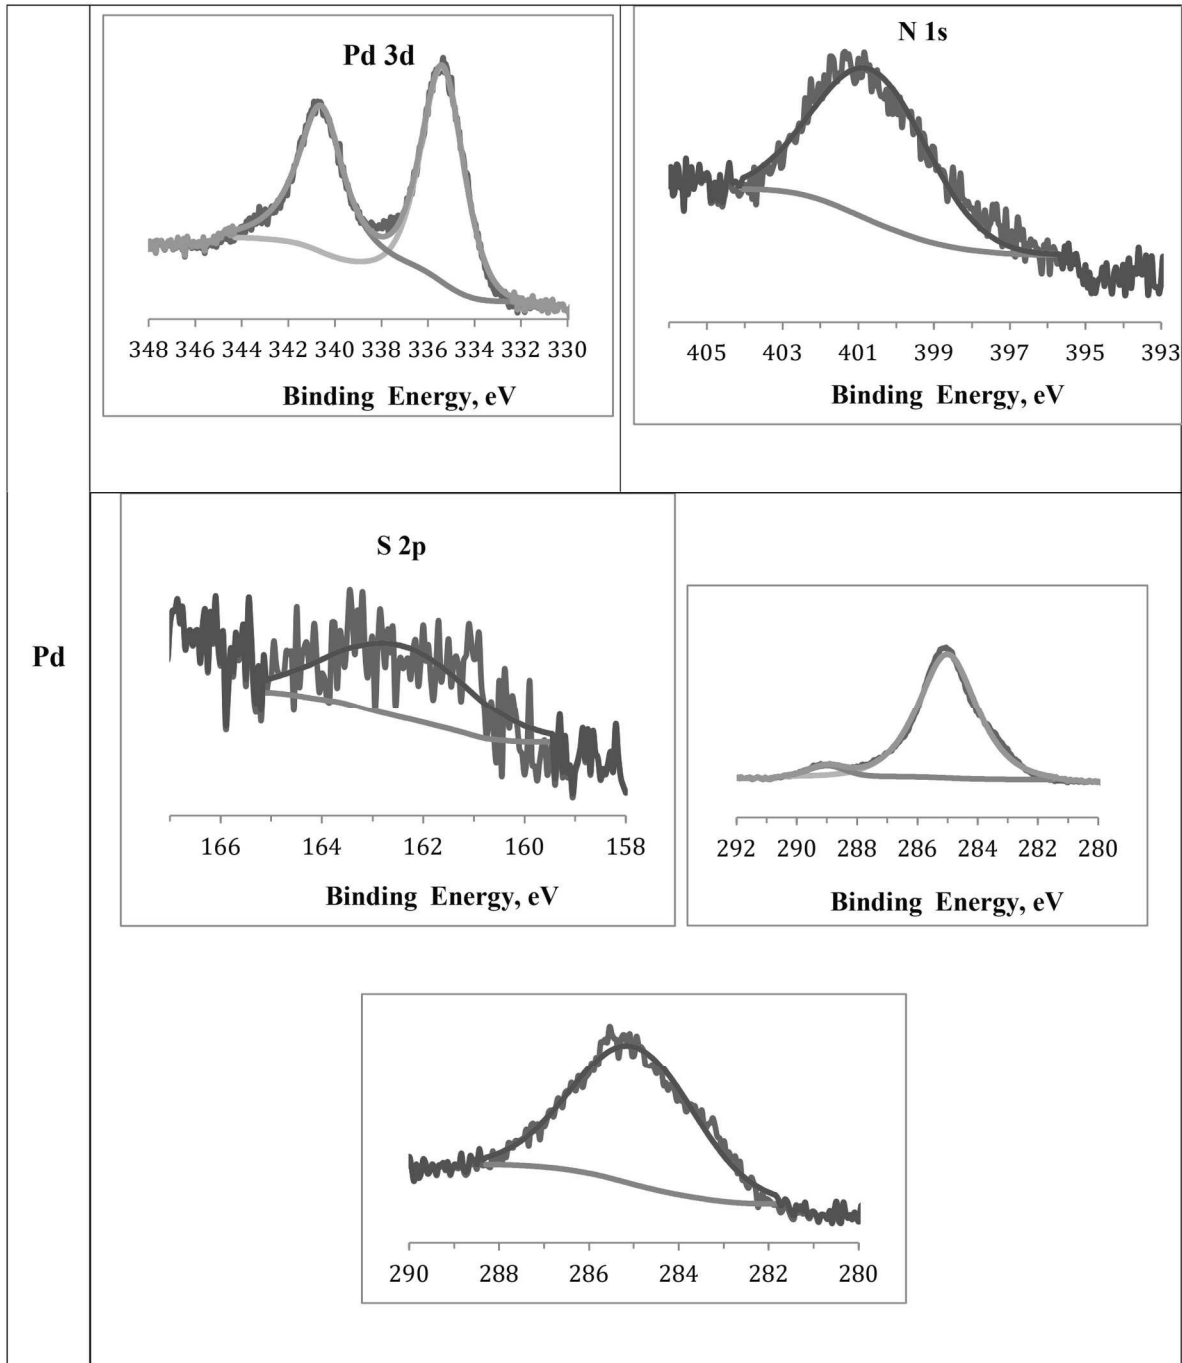 Pd 3d
348 346 344 342 340 338 336 334 332 330
Binding Energy, eV
N 1s
405 403 401 399 397 395 393
Binding Energy, eV
Pd
S 2p
166 164 162 160 158
Binding Energy, eV
292 290 288 286 284 282 280
Binding Energy, eV
290 288 286 284 282 280